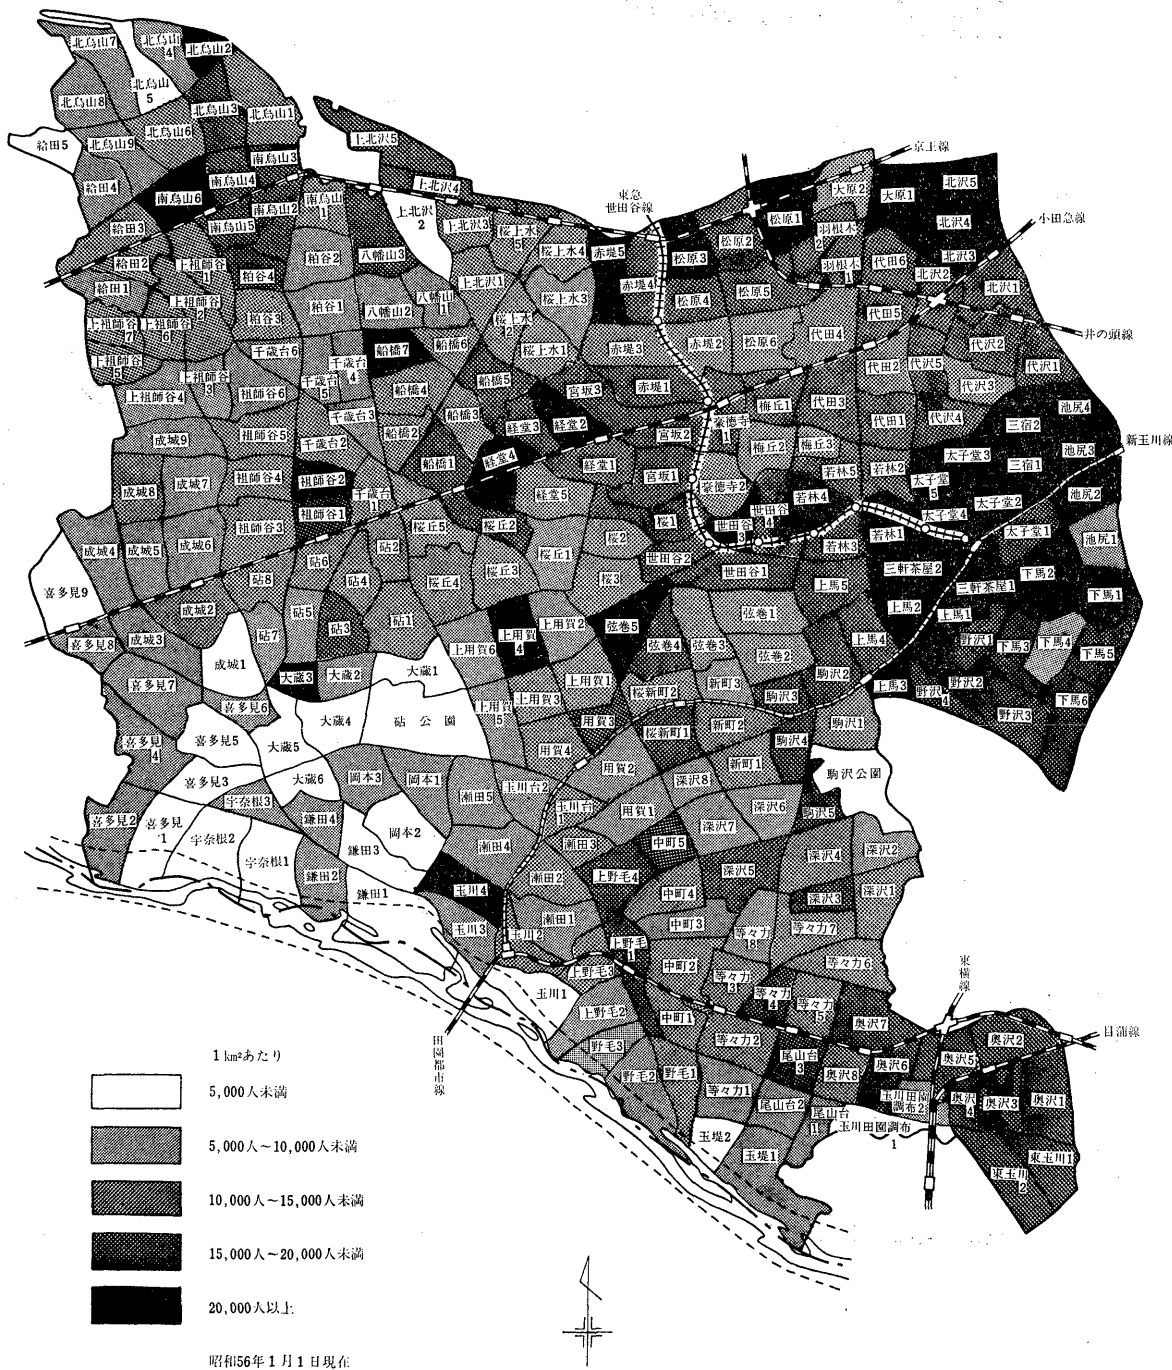 北烏山7
北烏山4
北烏山2
北烏山8
北烏山5
北烏山3
北烏山1
給田5
北烏山9
北烏山6
上北沢5
南烏山3
給田4
南烏山4
上北沢4
南烏山6
南烏山2
南烏山1
上北沢2
上北沢3
桜上水5
東急
世田谷線
京王線
大原2
大原1
北沢5
松原1
北沢4
小田急線
給田3
南烏山5
粕谷2
八幡山3
桜上水4
赤堤5
松原3
松原2
羽根木2
羽根木1
代田6
北沢3
北沢2
北沢1
給田2
上祖師谷1
粕谷4
上北沢1
給田1
上祖師谷2
八幡山1
八幡山2
桜上水3
赤堤4
松原4
松原5
代田5
井の頭線
上祖師谷7
上祖師谷6
粕谷3
粕谷1
桜上水2
代田4
代沢2
上祖師谷5
千歳台6
船橋7
船橋6
桜上水1
赤堤3
赤堤2
松原6
上祖師谷3
千歳台4
代田2
代沢5
代沢1
上祖師谷4
祖師谷6
千歳台5
船橋4
船橋5
宮坂3
赤堤1
代沢3
千歳台3
船橋3
経堂3
経堂2
梅丘1
代田3
代田1
代沢4
池尻4
三宿2
成城9
祖師谷5
千歳台2
船橋2
宮坂2
豪徳寺1
梅丘2
梅丘3
新玉川線
池尻3
太子堂3
三宿1
船橋1
経堂4
経堂1
宮坂1
若林5
若林2
太子堂5
成城8
成城7
祖師谷4
祖師谷2
千歳台1
経堂5
豪徳寺2
若林4
太子堂2
池尻2
祖師谷1
桜丘5
桜丘2
桜1
世田谷3
世田谷4
太子堂4
太子堂1
成城4
成城5
成城6
祖師谷3
砧6
砧2
桜丘1
桜2
世田谷2
若林3
若林1
池尻1
喜多見9
砧8
砧4
桜丘4
桜丘3
桜3
世田谷1
上馬5
三軒茶屋2
三軒茶屋1
下馬2
下馬1
成城2
砧5
砧3
砧1
上用賀2
弦巻5
弦巻1
上馬2
上馬1
喜多見8
成城3
砧7
上用賀6
上用賀4
弦巻4
弦巻3
弦巻2
上馬4
野沢1
下馬3
下馬4
下馬5
成城1
大蔵3
大蔵2
大蔵1
上用賀1
新町3
駒沢2
上馬3
野沢2
喜多見7
喜多見6
上用賀3
桜新町2
駒沢3
野沢4
野沢3
下馬6
大蔵4
砧公園
上用賀5
用賀3
桜新町1
新町2
駒沢1
喜多見4
喜多見5
大蔵5
用賀4
駒沢4
喜多見3
大蔵6
岡本3
岡本1
瀬田5
玉川台2
用賀2
深沢8
新町1
駒沢公園
喜多見2
喜多見1
宇奈根3
鎌田4
岡本2
玉川台1
用賀1
深沢6
駒沢5
宇奈根2
鎌田3
瀬田4
瀬田3
中町5
深沢7
深沢4
深沢2
宇奈根1
鎌田2
鎌田1
玉川4
瀬田2
上野毛4
深沢5
深沢3
深沢1
中町4
玉川3
玉川2
瀬田1
中町3
等々力8
等々力7
上野毛1
玉川1
上野毛3
中町2
等々力3
等々力4
等々力6
東横線
上野毛2
中町1
等々力5
奥沢7
奥沢2
目蒲線
田園都市線
野毛3
等々力2
尾山台3
奥沢8
奥沢6
奥沢5
野毛2
野毛1
等々力1
尾山台2
尾山台1
玉川田園調布2
奥沢4
奥沢3
奥沢1
玉堤2
玉川田園調布1
玉堤1
東玉川1
東玉川2
1km²あたり
5,000人未満
5,000人～10,000人未満
10,000人～15,000人未満
15,000人～20,000人未満
20,000人以上
昭和56年1月1日現在